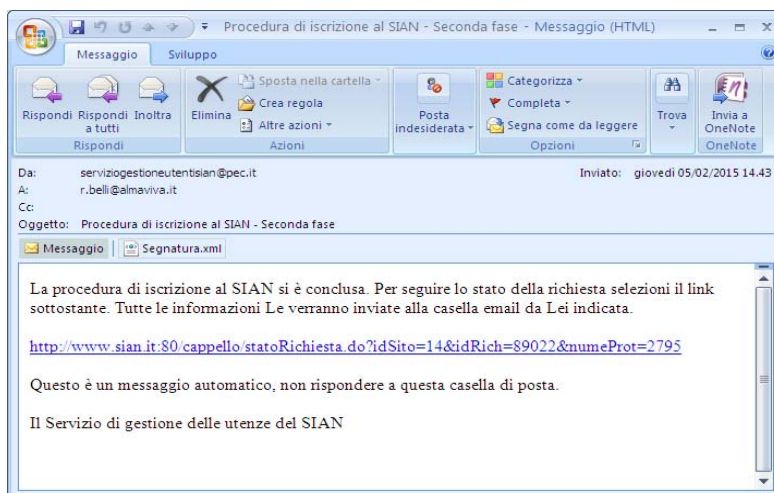 Procedura di iscrizione al SIAN - Seconda fase - Messaggio (HTML)
Messaggio Sviluppo
Rispondi Rispondi a tutti Inoltra
Rispondi
Elimina
Sposta nella cartella
Crea regola
Altre azioni
Azioni
Posta indesiderata
Categorizza
Completa
Segna come da leggere
Opzioni
Trova
Invia a OneNote
OneNote
Da: serviziogestioneutentisian@pec.it Inviato: giovedì 05/02/2015 14.43
A: r.belli@almaviva.it
Cc:
Oggetto: Procedura di iscrizione al SIAN - Seconda fase
Messaggio Segnatura.xml
La procedura di iscrizione al SIAN si è conclusa. Per seguire lo stato della richiesta selezioni il link
sottostante. Tutte le informazioni Le verranno inviate alla casella email da Lei indicata.
http://www.sian.it:80/cappello/statoRichiesta.do?idSito=14&idRich=89022&numeProt=2795
Questo è un messaggio automatico, non rispondere a questa casella di posta.
Il Servizio di gestione delle utenze del SIAN